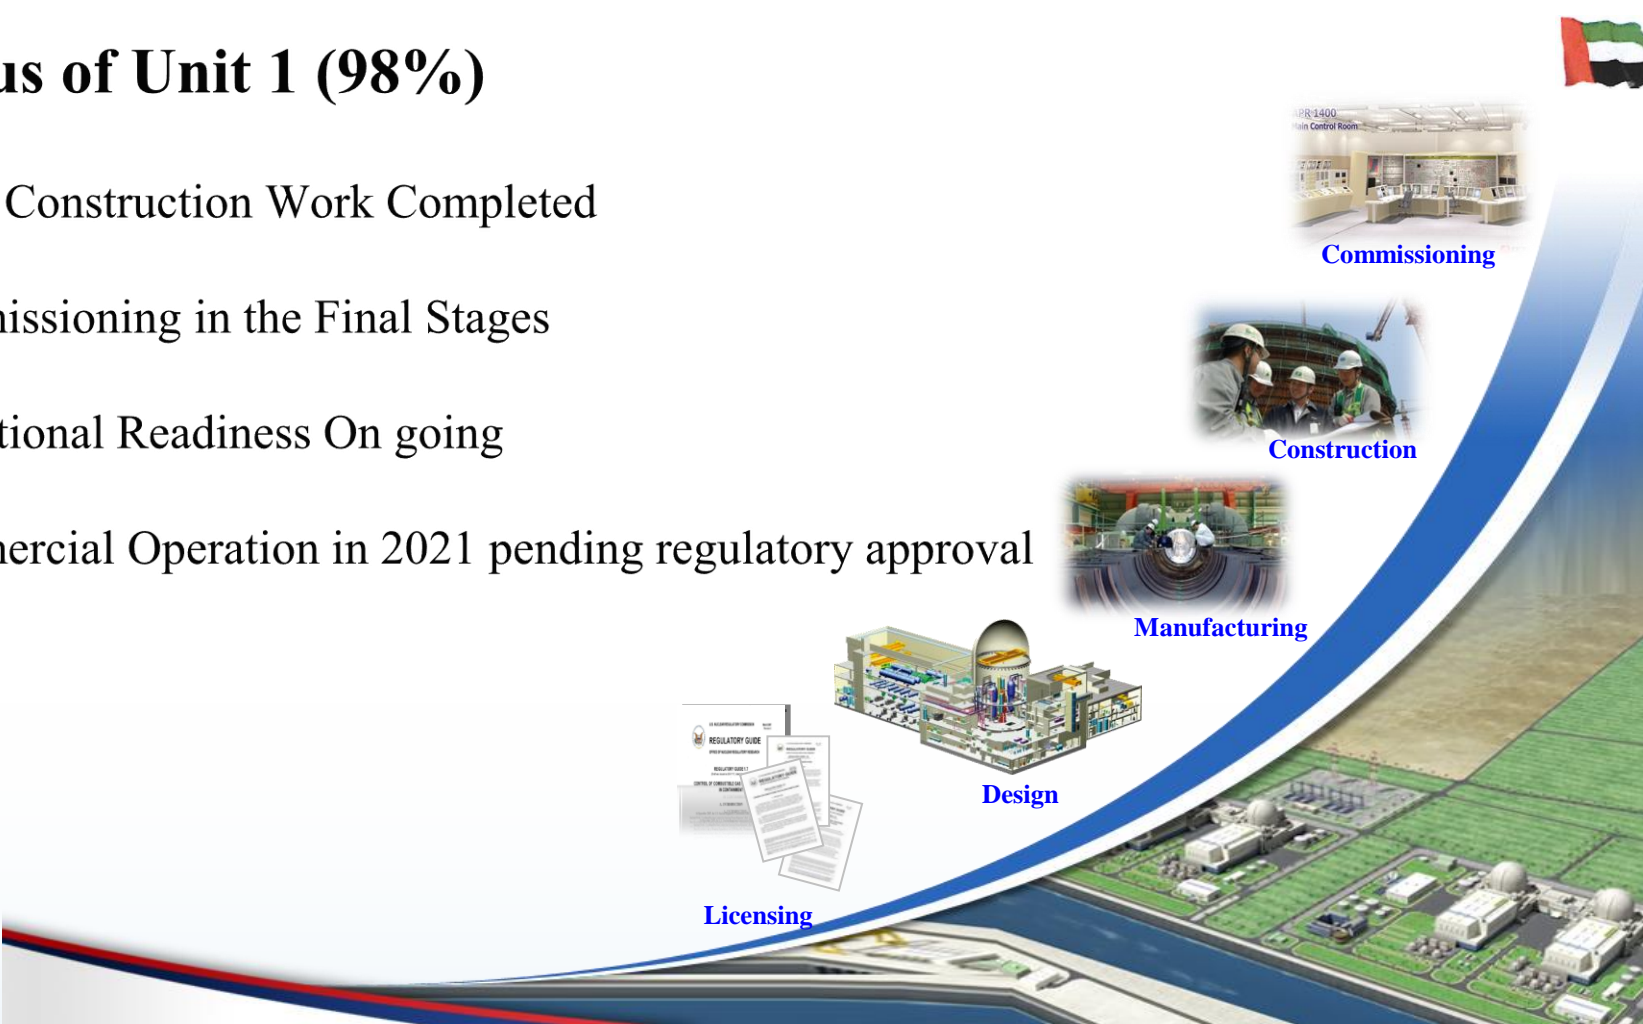 us of Unit 1 (98%)
Construction Work Completed
issioning in the Final Stages
tional Readiness On going
ercial Operation in 2021 pending regulatory approval
APR 1400
Main Control Room
Commissioning
Construction
Manufacturing
Design
REGULATORY GUIDE
Licensing